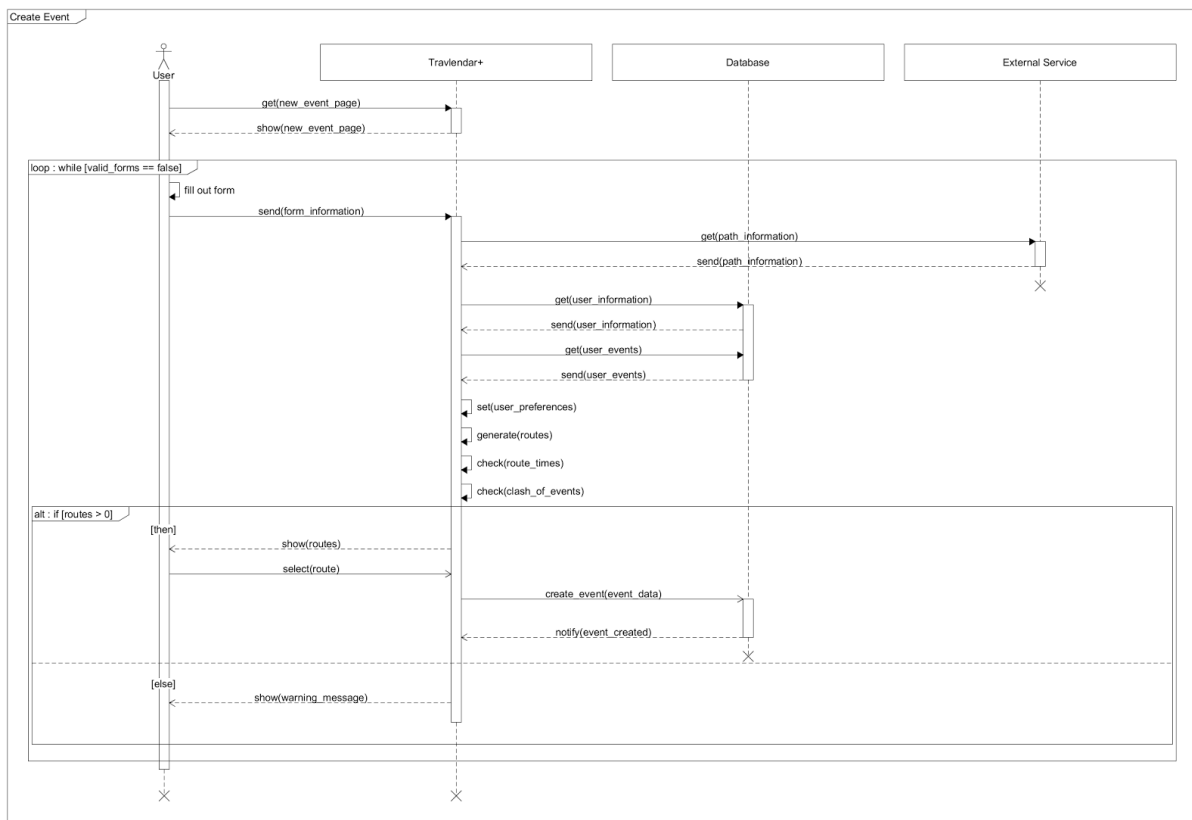 Create Event
User
Travlendar+
Database
External Service
get(new_event_page)
show(new_event_page)
loop : while [valid_forms == false]
fill out form
send(form_information)
get(path_information)
send(path_information)
get(user_information)
send(user_information)
get(user_events)
send(user_events)
set(user_preferences)
generate(routes)
check(route_times)
check(clash_of_events)
alt : if [routes > 0]
[then]
show(routes)
select(route)
create_event(event_data)
notify(event_created)
[else]
show(warning_message)